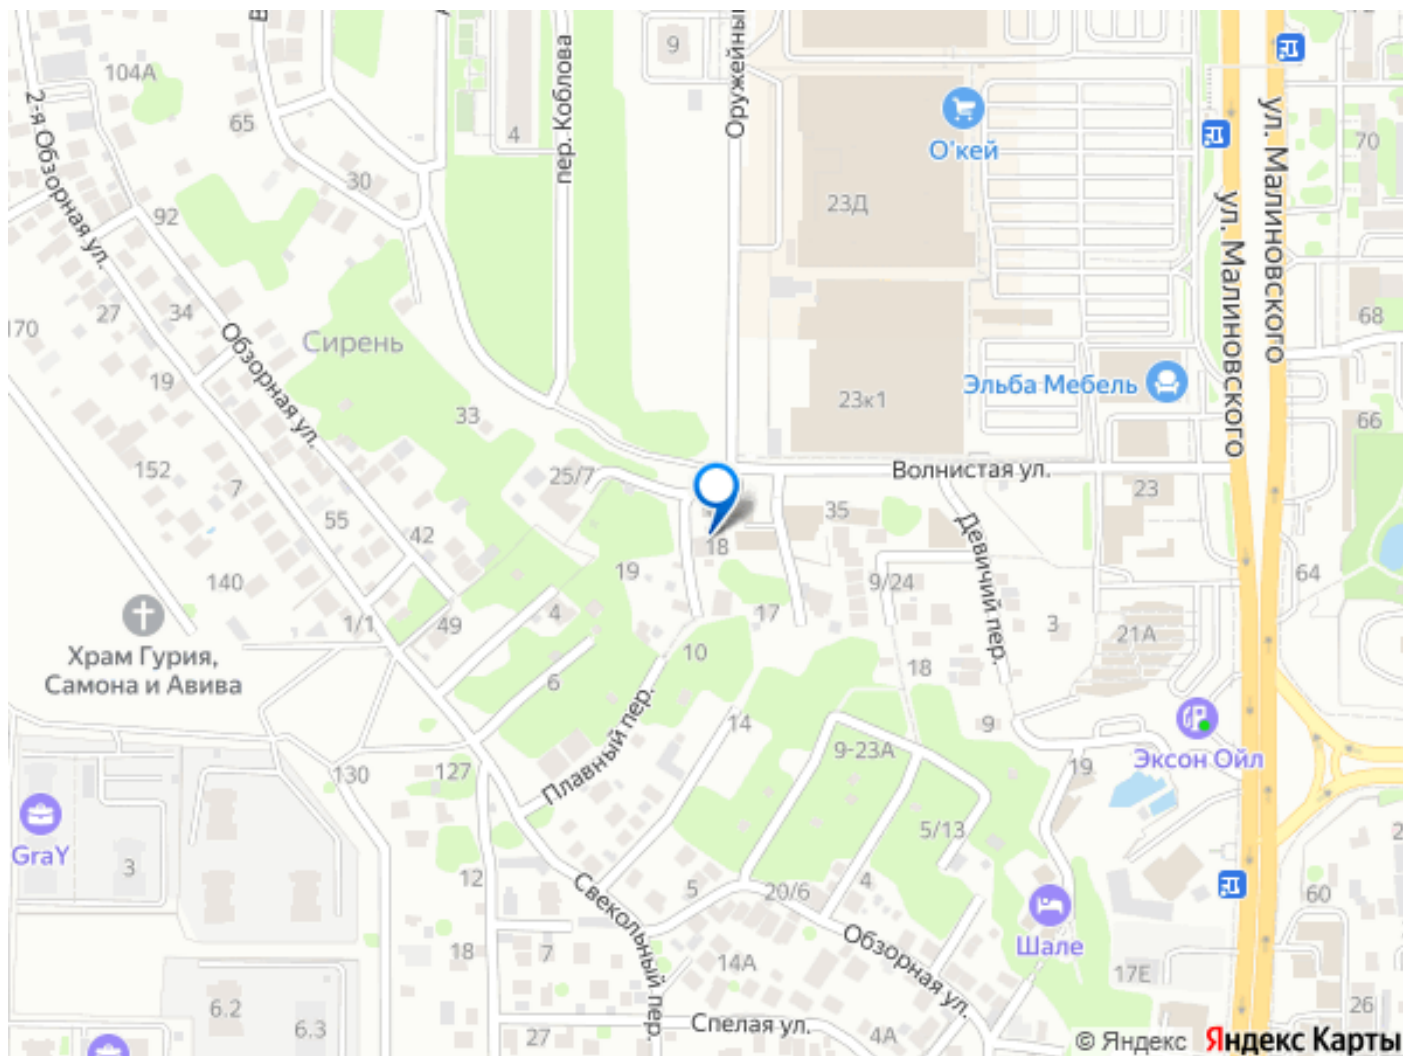 9
104А
2-я Обзорная ул.
65
4
пер. Коблова
Оружейны
О'кей
ул. Малиновского
ул. Малиновского
70
30
92
23Д
27
34
170
Сирень
Обзорная ул.
68
19
Эльба Мебель
33
23к1
66
152
7
25/7
Волнистая ул.
23
55
35
42
18
Девичий пер.
140
19
9/24
64
1/1
49
4
17
3
21А
Храм Гурия,
Самона и Авива
10
18
6
14
9
Плавный пер.
9-23А
Эксон Ойл
130
127
19
GraY
5/13
3
12
Свекольный пер.
5
20/6
4
60
Шале
18
7
14А
Обзорная ул.
17Е
6.2
6.3
27
Спелая ул.
4А
26
© Яндекс Яндекс Карты